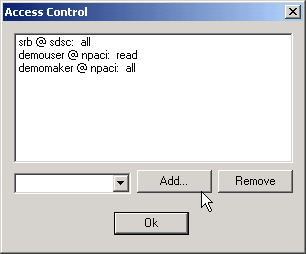 Access Control
srb @ sdsc:  all
demouser @ npaci:  read
demomaker @ npaci:  all
Add...
Remove
Ok